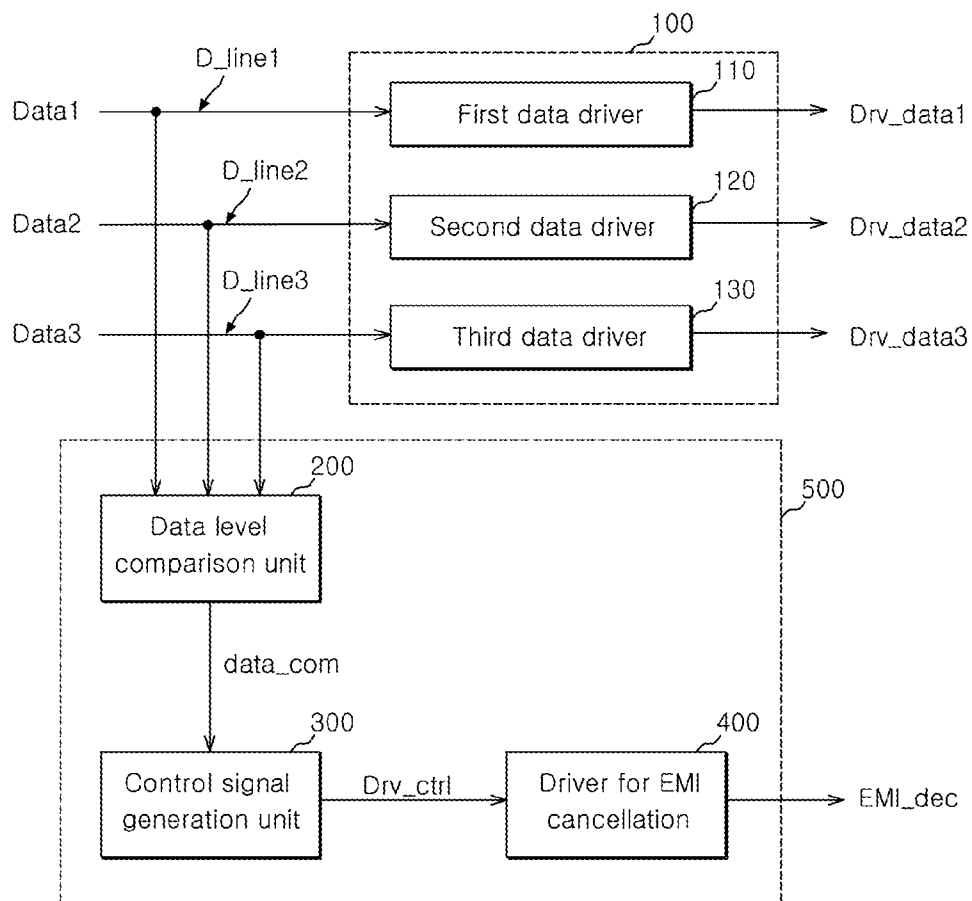 100
D_line1
110
Data1
First data driver
Drv_data1
D_line2
120
Data2
Second data driver
Drv_data2
D_line3
130
Data3
Third data driver
Drv_data3
200
500
Data level
comparison unit
data_com
300
400
Control signal
generation unit
Drv_ctrl
Driver for EMI
cancellation
EMI_dec